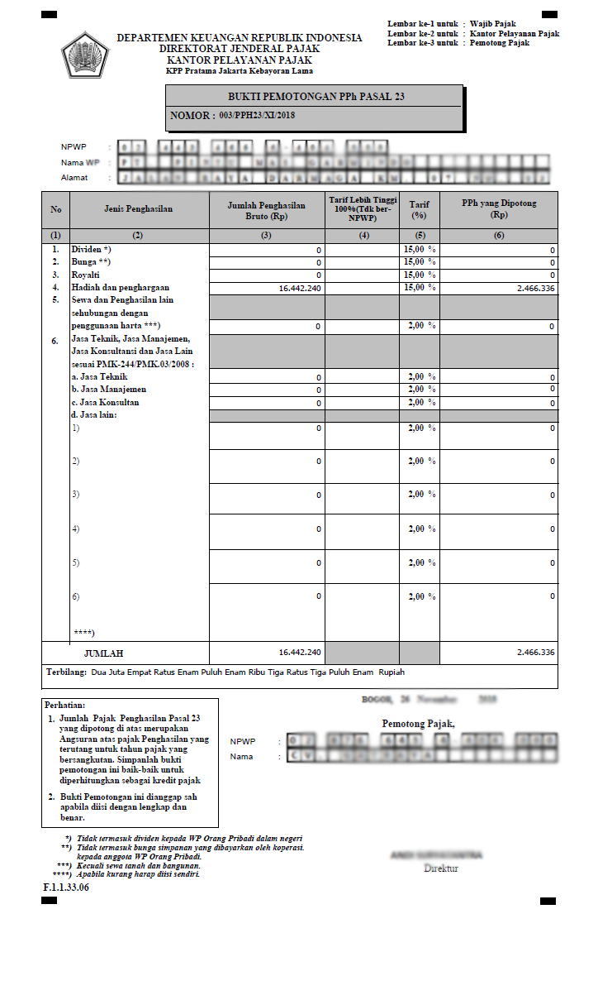 Lembar ke-1 untuk : Wajib Pajak
Lembar ke-2 untuk : Kantor Pelayanan Pajak
Lembar ke-3 untuk : Pemotong Pajak
DEPARTEMEN KEUANGAN REPUBLIK INDONESIA
DIREKTORAT JENDERAL PAJAK
KANTOR PELAYANAN PAJAK
KPP Pratama Jakarta Kebayoran Lama
BUKTI PEMOTONGAN PPh PASAL 23
NOMOR : 003/PPH23/XI/2018
NPWP :
Nama WP :
Alamat : JALAN RAYA DARMAGA KM. 07
No Jenis Penghasilan Jumlah Penghasilan Bruto (Rp) Tarif Lebih Tinggi 100%(Tdk ber-NPWP) Tarif (%) PPh yang Dipotong (Rp)
(1) (2) (3) (4) (5) (6)
1. Dividen *) 0 15,00 % 0
2. Bunga **) 0 15,00 % 0
3. Royalti 0 15,00 % 0
4. Hadiah dan penghargaan 16.442.240 15,00 % 2.466.336
5. Sewa dan Penghasilan lain
sehubungan dengan
penggunaan harta ***) 0 2,00 % 0
6. Jasa Teknik, Jasa Manajemen,
Jasa Konsultansi dan Jasa Lain
sesuai PMK-244/PMK.03/2008 :
a. Jasa Teknik 0 2,00 % 0
b. Jasa Manajemen 0 2,00 % 0
c. Jasa Konsultan 0 2,00 % 0
d. Jasa lain:
1) 0 2,00 % 0
2) 0 2,00 % 0
3) 0 2,00 % 0
4) 0 2,00 % 0
5) 0 2,00 % 0
6) 0 2,00 % 0
****)
JUMLAH 16.442.240 2.466.336
Terbilang: Dua Juta Empat Ratus Enam Puluh Enam Ribu Tiga Ratus Tiga Puluh Enam Rupiah
BOGOR, 26 November 2018
Perhatian:
1. Jumlah Pajak Penghasilan Pasal 23
yang dipotong di atas merupakan
Angsuran atas pajak Penghasilan yang
terutang untuk tahun pajak yang
bersangkutan. Simpanlah bukti
pemotongan ini baik-baik untuk
diperhitungkan sebagai kredit pajak
2. Bukti Pemotongan ini dianggap sah
apabila diisi dengan lengkap dan
benar.
Pemotong Pajak,
NPWP :
Nama : CV.
*) Tidak termasuk dividen kepada WP Orang Pribadi dalam negeri
**) Tidak termasuk bunga simpanan yang dibayarkan oleh koperasi.
kepada anggota WP Orang Pribadi.
***) Kecuali sewa tanah dan bangunan.
****) Apabila kurang harap diisi sendiri.
Direktur
F.1.1.33.06